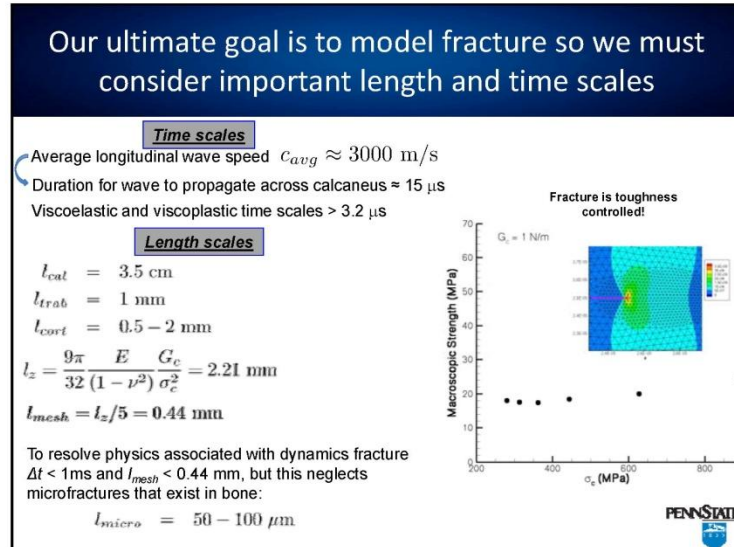 Our ultimate goal is to model fracture so we must
consider important length and time scales
Time scales
Average longitudinal wave speed c_avg ≈ 3000 m/s
Duration for wave to propagate across calcaneus ≈ 15 μs
Viscoelastic and viscoplastic time scales > 3.2 μs
Length scales
l_cal = 3.5 cm
l_trab = 1 mm
l_cort = 0.5 – 2 mm
l_z = 9π/32 E/(1 − ν²) G_c/σ_c² = 2.21 mm
l_mesh = l_z/5 = 0.44 mm
To resolve physics associated with dynamics fracture
Δt < 1ms and l_mesh < 0.44 mm, but this neglects
microfractures that exist in bone:
l_micro = 50 – 100 μm
Fracture is toughness
controlled!
G_c = 1 N/m
Macroscopic Strength (MPa)
70
60
50
40
30
20
10
0
200
400
600
800
σ_c (MPa)
PENNSTATE